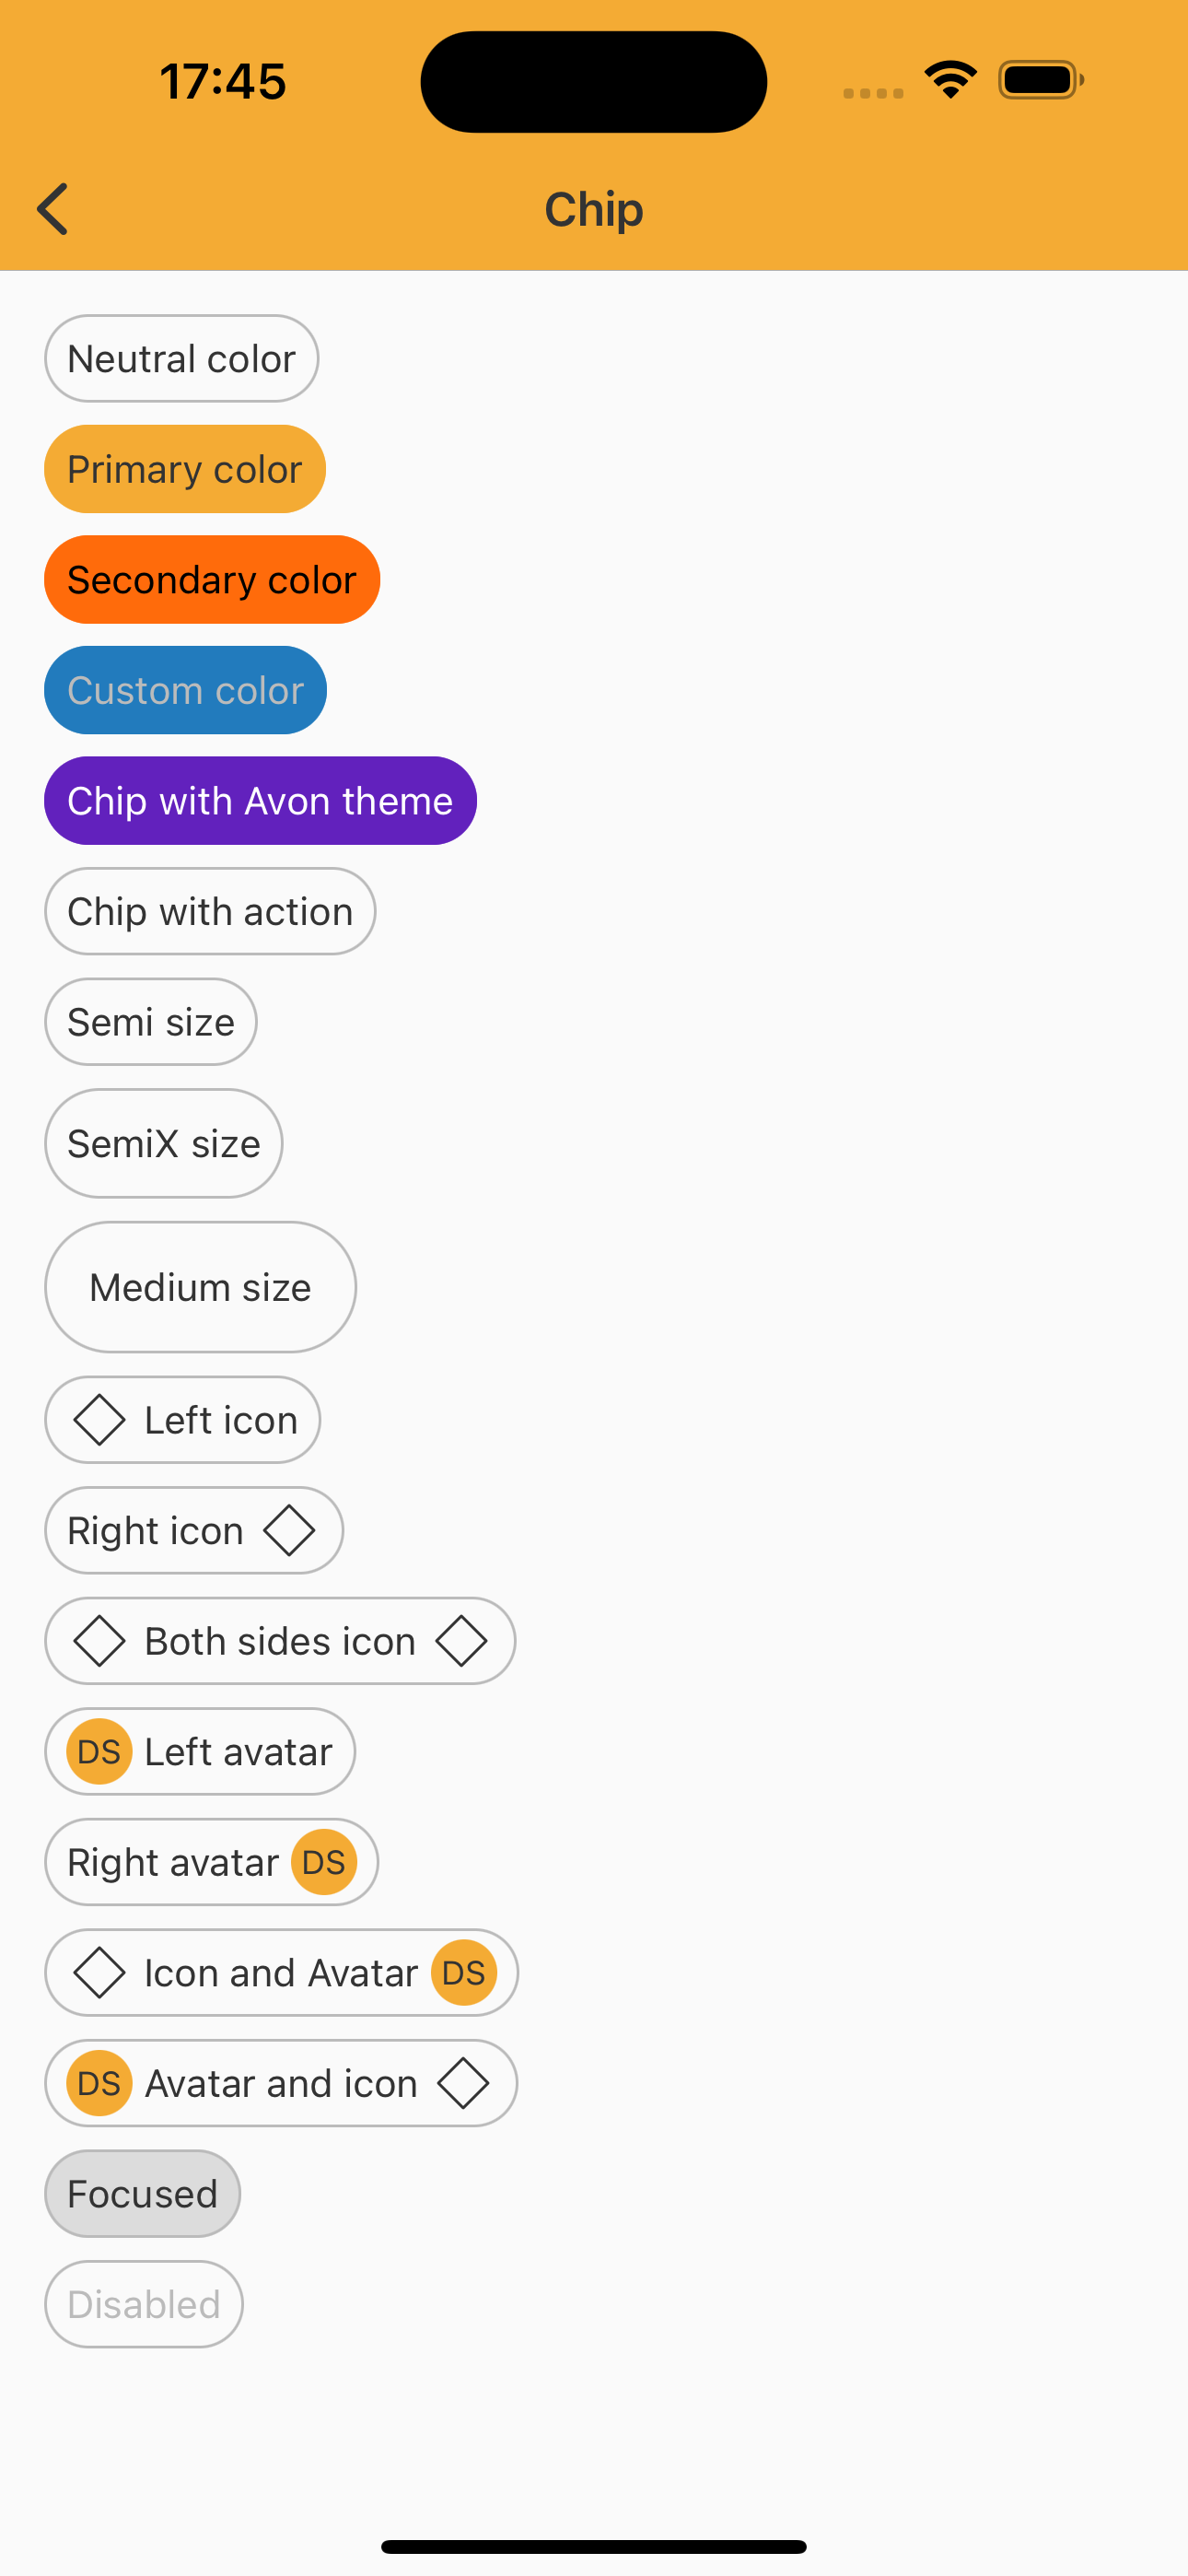 17:45
Chip
Neutral color
Primary color
Secondary color
Custom color
Chip with Avon theme
Chip with action
Semi size
SemiX size
Medium size
Left icon
Right icon
Both sides icon
DS Left avatar
Right avatar DS
Icon and Avatar DS
DS Avatar and icon
Focused
Disabled